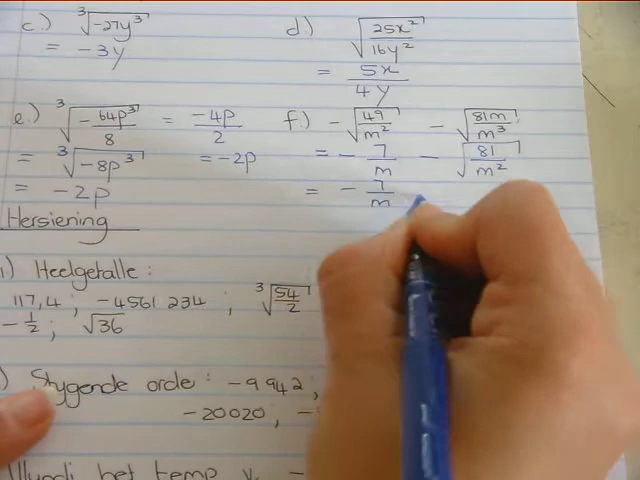 c.) ∛-27y³ d.) √25x²/16y²
= -3y = 5x/4y
e.) ∛-64p³/8 = -4p/2 f.) -√49/m² - √81m/m³
= ∛-8p³ = -2p = - 7/m - √81/m²
= -2p = - 7/m
Hersiening
1) Heelgetalle :
117,4 ; -4561 234 ; ∛54/2
-½ ; √36
) Stygende orde : -9 942 ;
-20020 ; -
het temp